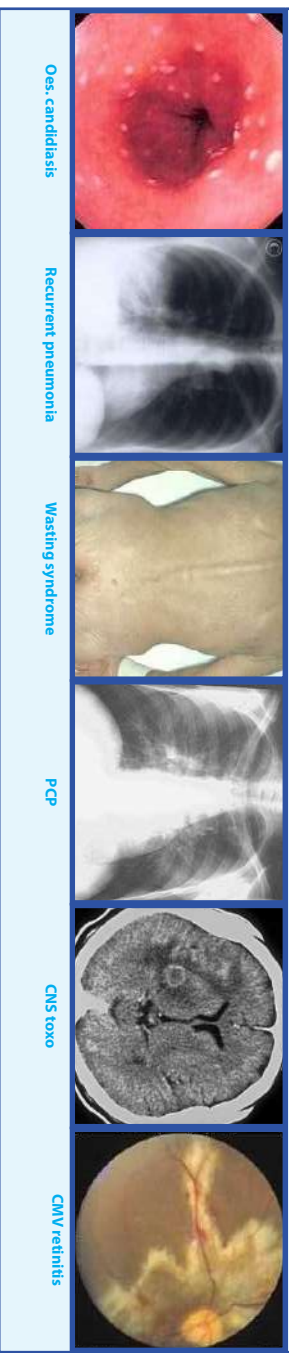 Oes. candidiasis
Recurrent pneumonia
Wasting syndrome
PCP
CNS toxo
CMV retinitis